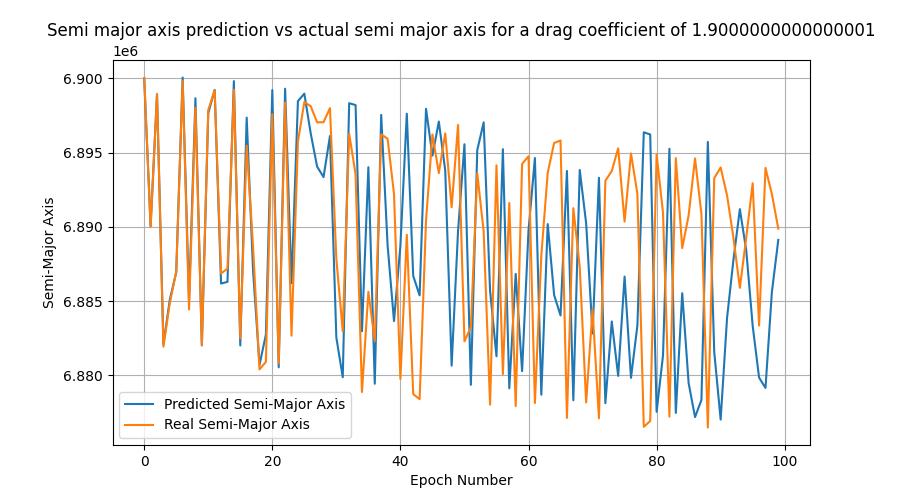 Semi major axis prediction vs actual semi major axis for a drag coefficient of 1.9000000000000001
1e6
6.900
6.895
6.890
6.885
6.880
Semi-Major Axis
Predicted Semi-Major Axis
Real Semi-Major Axis
0 20 40 60 80 100
Epoch Number